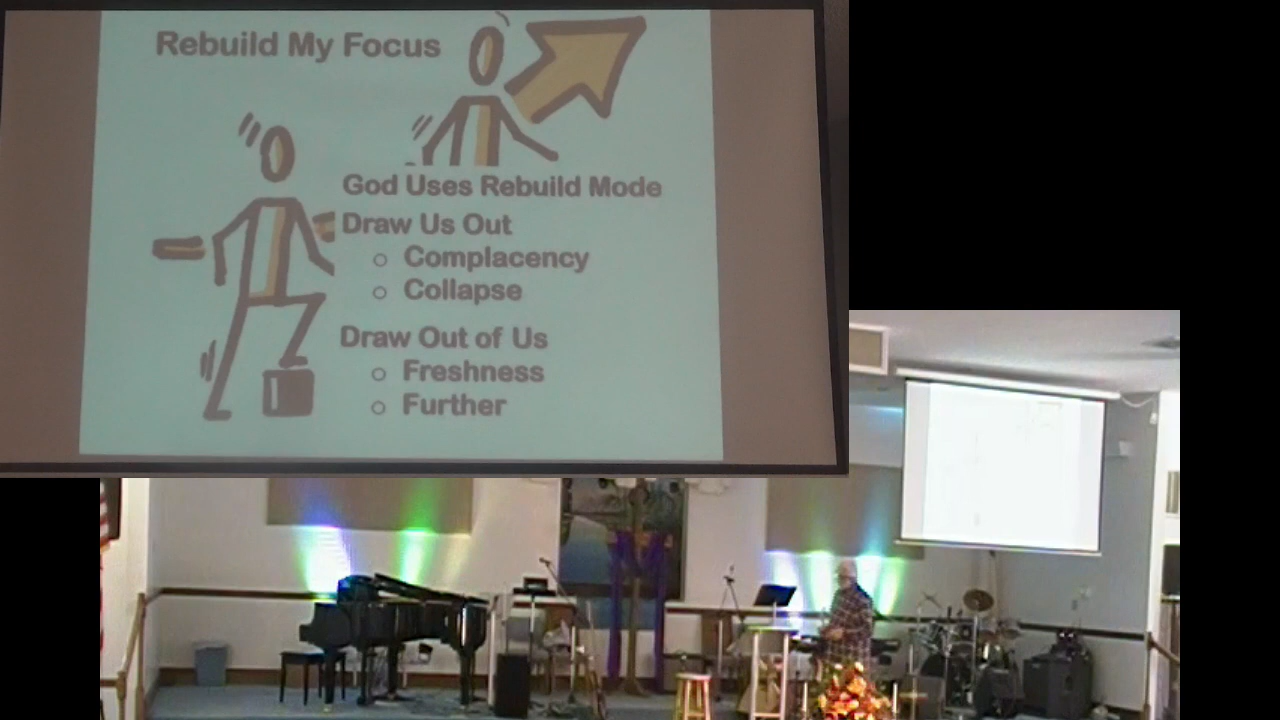 Rebuild My Focus
God Uses Rebuild Mode
Draw Us Out
o Complacency
o Collapse
Draw Out of Us
o Freshness
o Further